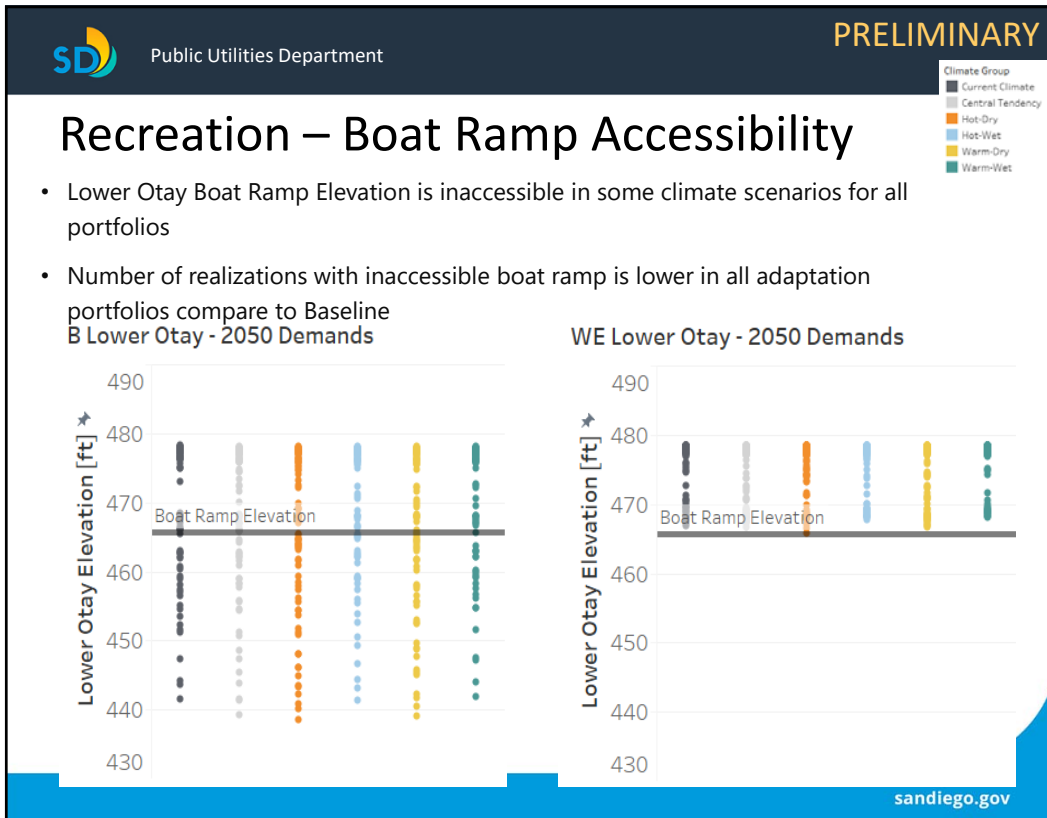 SD
Public Utilities Department
PRELIMINARY
Climate Group
Current Climate
Central Tendency
Hot-Dry
Hot-Wet
Warm-Dry
Warm-Wet
Recreation – Boat Ramp Accessibility
• Lower Otay Boat Ramp Elevation is inaccessible in some climate scenarios for all
portfolios
• Number of realizations with inaccessible boat ramp is lower in all adaptation
portfolios compare to Baseline
B Lower Otay - 2050 Demands
Lower Otay Elevation [ft]
490
480
470
460
450
440
430
Boat Ramp Elevation
WE Lower Otay - 2050 Demands
Lower Otay Elevation [ft]
490
480
470
460
450
440
430
Boat Ramp Elevation
sandiego.gov